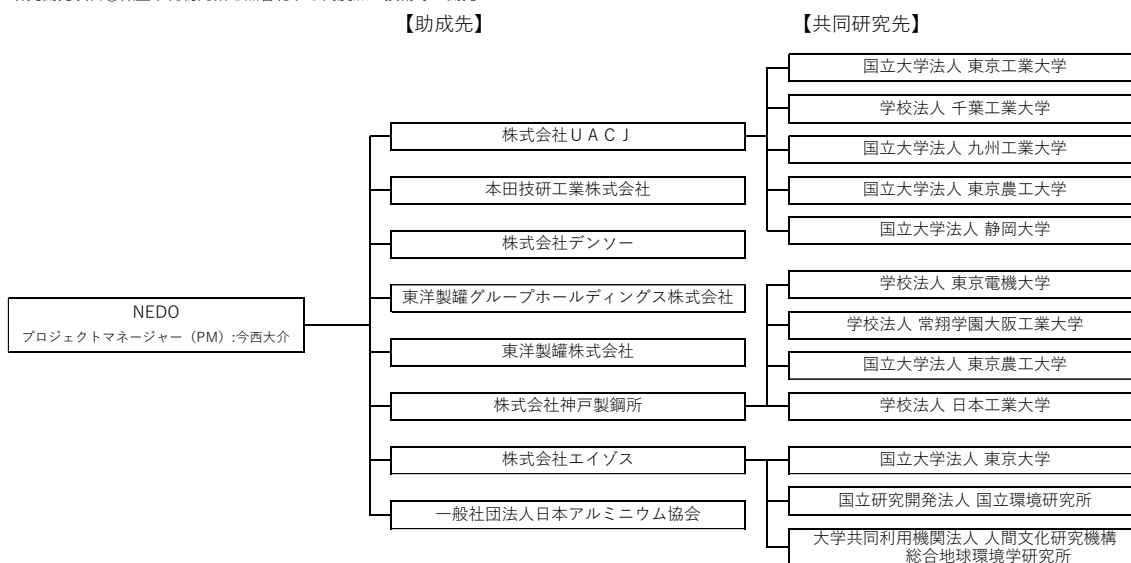 【助成先】
【共同研究先】
国立大学法人 東京工業大学
学校法人 千葉工業大学
株式会社ＵＡＣＪ
国立大学法人 九州工業大学
本田技研工業株式会社
国立大学法人 東京農工大学
国立大学法人 静岡大学
株式会社デンソー
学校法人 東京電機大学
東洋製罐グループホールディングス株式会社
NEDO
プロジェクトマネージャー（PM）:今西大介
学校法人 常翔学園大阪工業大学
東洋製罐株式会社
国立大学法人 東京農工大学
株式会社神戸製鋼所
学校法人 日本工業大学
株式会社エイゾス
国立大学法人 東京大学
国立研究開発法人 国立環境研究所
一般社団法人日本アルミニウム協会
大学共同利用機関法人 人間文化研究機構
総合地球環境学研究所